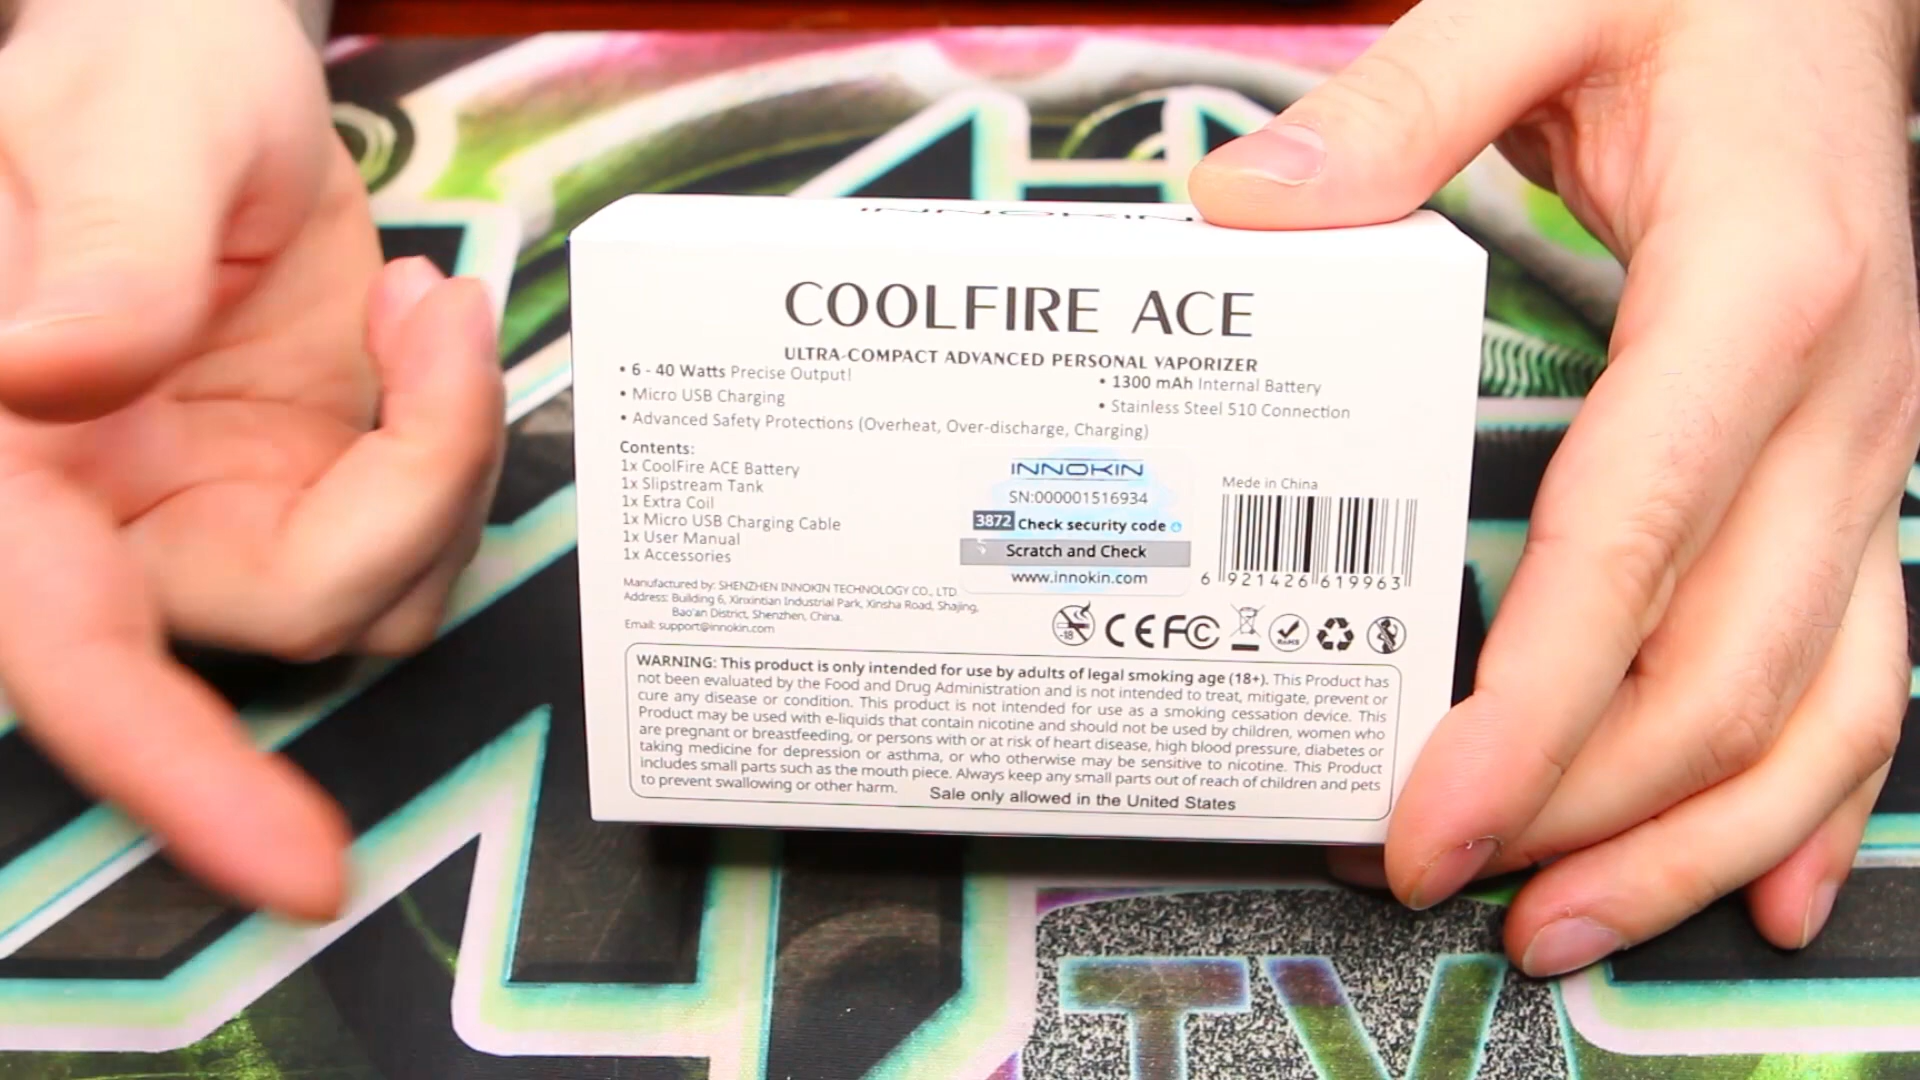 INNOKIN
COOLFIRE ACE
ULTRA-COMPACT ADVANCED PERSONAL VAPORIZER
• 6 - 40 Watts Precise Output!
• Micro USB Charging
• Advanced Safety Protections (Overheat, Over-discharge, Charging)
• 1300 mAh Internal Battery
• Stainless Steel 510 Connection
Contents:
1x CoolFire ACE Battery
1x Slipstream Tank
1x Extra Coil
1x Micro USB Charging Cable
1x User Manual
1x Accessories
INNOKIN
SN:000001516934
3872 Check security code
Scratch and Check
www.innokin.com
Made in China
6 921426 619963
Manufactured by: SHENZHEN INNOKIN TECHNOLOGY CO., LTD
Address: Building 6, Xinxintian Industrial Park, Xinsha Road, Shajing,
Bao'an District, Shenzhen, China.
Email: support@innokin.com
-18 CE FC RoHS
WARNING: This product is only intended for use by adults of legal smoking age (18+). This Product has
not been evaluated by the Food and Drug Administration and is not intended to treat, mitigate, prevent or
cure any disease or condition. This product is not intended for use as a smoking cessation device. This
Product may be used with e-liquids that contain nicotine and should not be used by children, women who
are pregnant or breastfeeding, or persons with or at risk of heart disease, high blood pressure, diabetes or
taking medicine for depression or asthma, or who otherwise may be sensitive to nicotine. This Product
includes small parts such as the mouth piece. Always keep any small parts out of reach of children and pets
to prevent swallowing or other harm.
Sale only allowed in the United States
TV